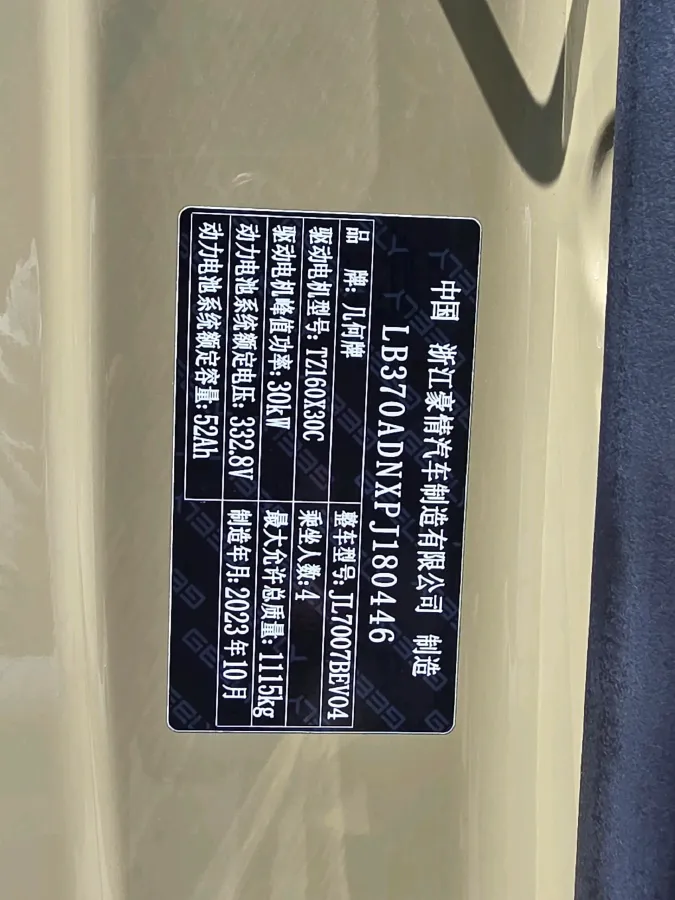 中国 浙江豪情汽车制造有限公司 制造
LB370ADNXPJ180446
品 牌:几何牌 整车型号:JL7007BEV04
驱动电机型号:TZ160X30C 乘坐人数:4
驱动电机峰值功率:30kW 最大允许总质量:1115kg
动力电池系统额定电压:332.8V 制造年月:2023年10月
动力电池系统额定容量:52Ah